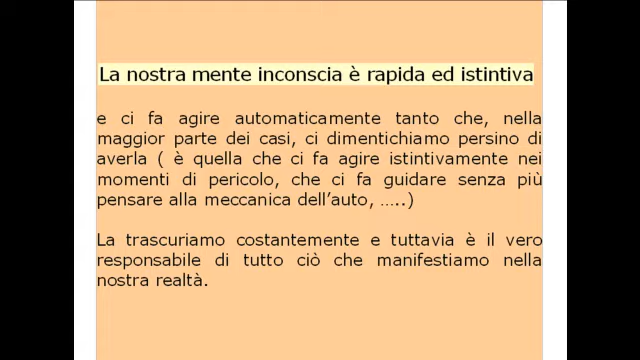 La nostra mente inconscia è rapida ed istintiva
e ci fa agire automaticamente tanto che, nella
maggior parte dei casi, ci dimentichiamo persino di
averla ( è quella che ci fa agire istintivamente nei
momenti di pericolo, che ci fa guidare senza più
pensare alla meccanica dell’auto, …..)
La trascuriamo costantemente e tuttavia è il vero
responsabile di tutto ciò che manifestiamo nella
nostra realtà.